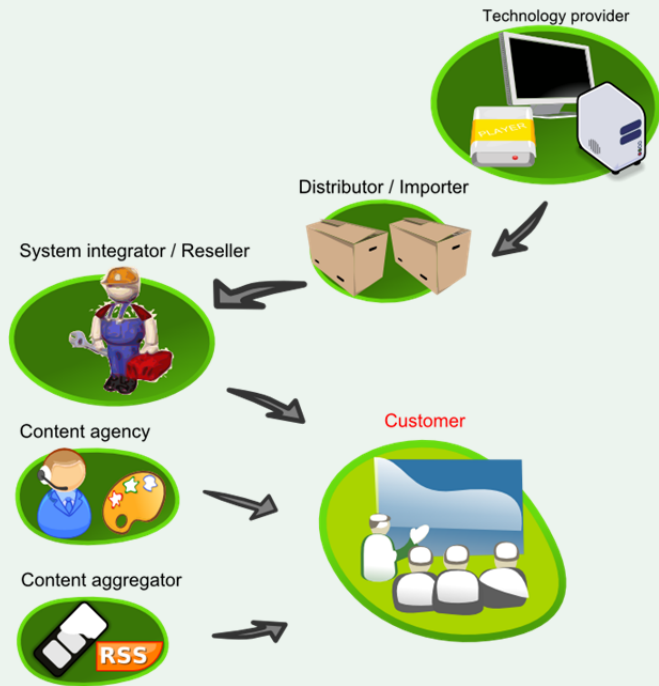 Technology provider
PLAYER
Distributor / Importer
System integrator / Reseller
Customer
Content agency
Content aggregator
RSS